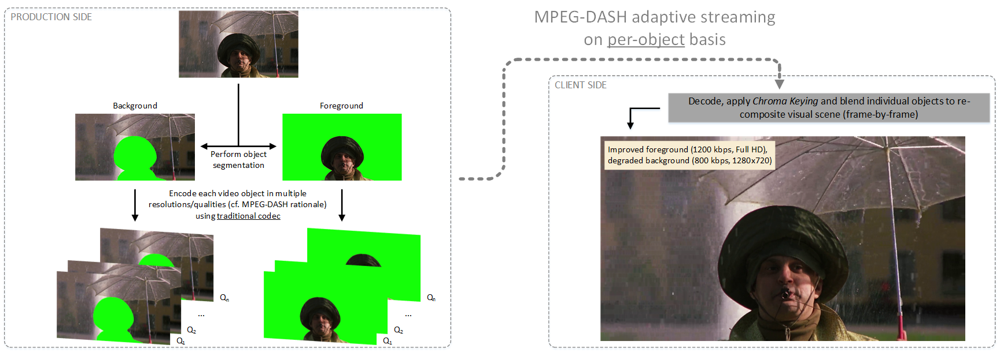 PRODUCTION SIDE
Background
Foreground
Perform object
segmentation
Encode each video object in multiple
resolutions/qualities (cf. MPEG-DASH rationale)
using traditional codec
Qn
...
Q2
Q1
Qn
...
Q2
Q1
MPEG-DASH adaptive streaming
on per-object basis
CLIENT SIDE
Decode, apply Chroma Keying and blend individual objects to re-
composite visual scene (frame-by-frame)
Improved foreground (1200 kbps, Full HD),
degraded background (800 kbps, 1280x720)